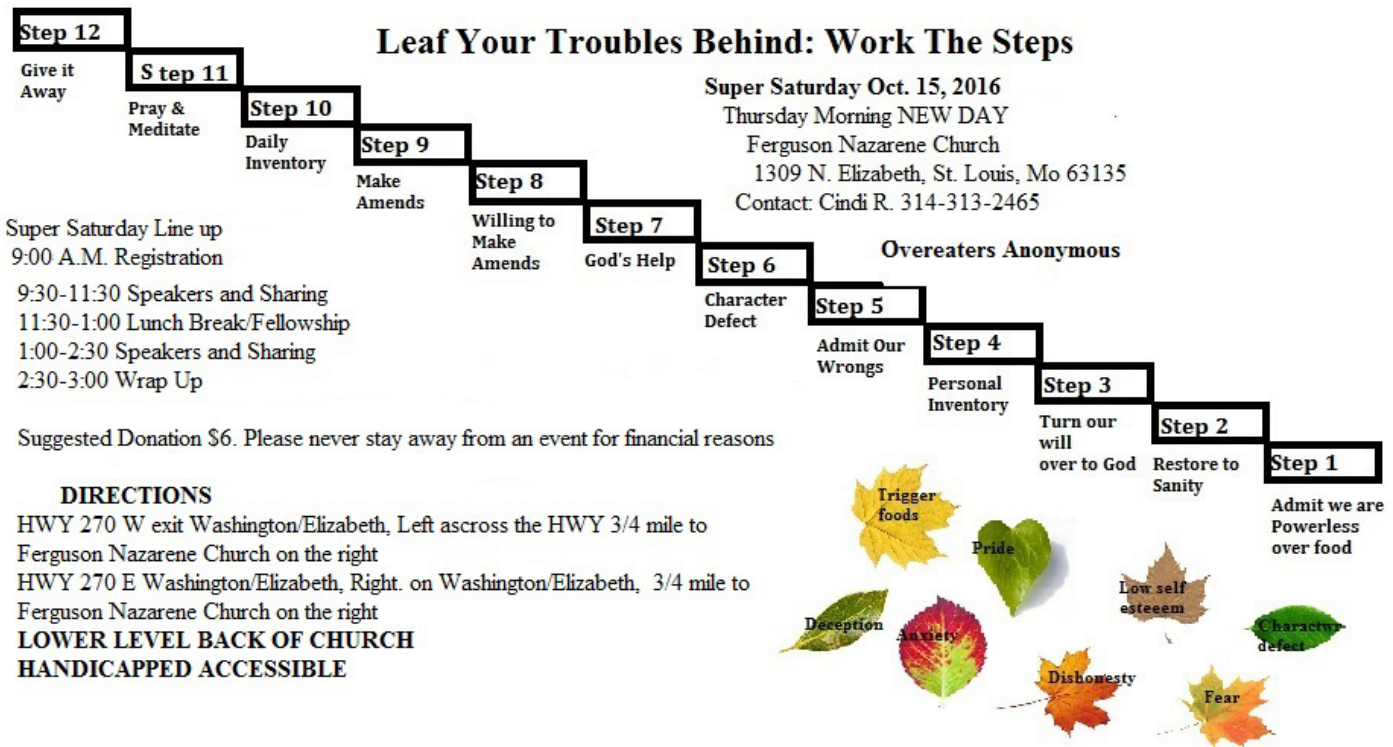 Leaf Your Troubles Behind: Work The Steps
Super Saturday Oct. 15, 2016
Thursday Morning NEW DAY
Ferguson Nazarene Church
1309 N. Elizabeth, St. Louis, Mo 63135
Contact: Cindi R. 314-313-2465
Overeaters Anonymous
Step 12
Give it
Away
S tep 11
Pray &
Meditate
Step 10
Daily
Inventory
Step 9
Make
Amends
Step 8
Willing to
Make
Amends
Step 7
God's Help
Step 6
Character
Defect
Step 5
Admit Our
Wrongs
Step 4
Personal
Inventory
Step 3
Turn our
will
over to God
Step 2
Restore to
Sanity
Step 1
Admit we are
Powerless
over food
Super Saturday Line up
9:00 A.M. Registration
9:30-11:30 Speakers and Sharing
11:30-1:00 Lunch Break/Fellowship
1:00-2:30 Speakers and Sharing
2:30-3:00 Wrap Up
Suggested Donation $6. Please never stay away from an event for financial reasons
DIRECTIONS
HWY 270 W exit Washington/Elizabeth, Left ascross the HWY 3/4 mile to
Ferguson Nazarene Church on the right
HWY 270 E Washington/Elizabeth, Right. on Washington/Elizabeth, 3/4 mile to
Ferguson Nazarene Church on the right
LOWER LEVEL BACK OF CHURCH
HANDICAPPED ACCESSIBLE
Trigger
foods
Pride
Low self
esteeem
Deception
Anxiety
Charactur
defect
Dishonesty
Fear